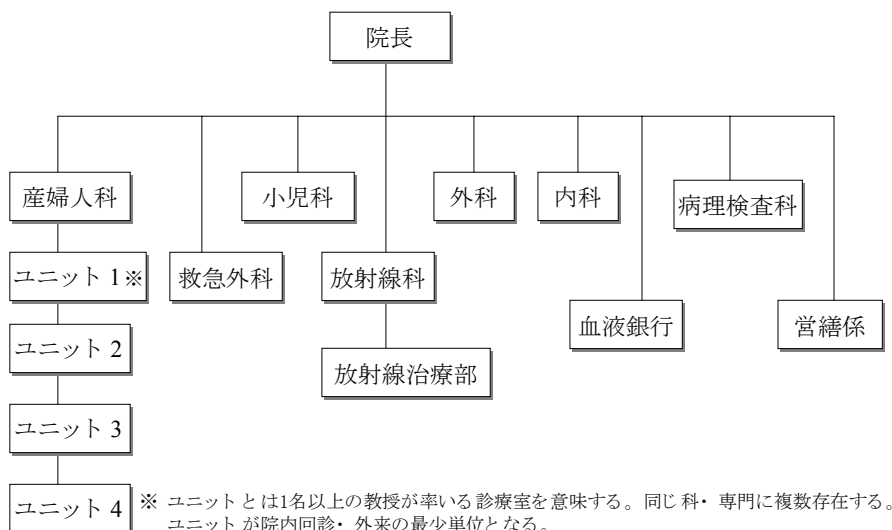 院長
産婦人科
小児科
外科
内科
病理検査科
ユニット 1※
救急外科
放射線科
血液銀行
営繕係
ユニット 2
放射線治療部
ユニット 3
ユニット 4
※ ユニットとは1名以上の教授が率いる診療室を意味する。同じ科・専門に複数存在する。
ユニットが院内回診・外来の最少単位となる。